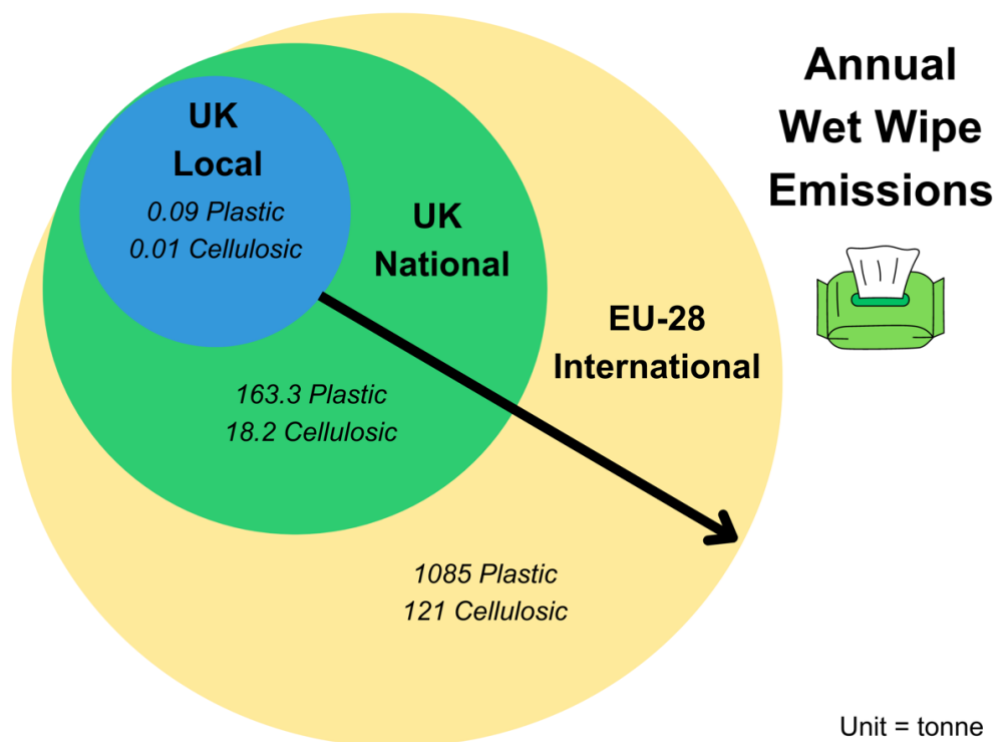 Annual
Wet Wipe
Emissions
UK
Local
0.09 Plastic
0.01 Cellulosic
UK
National
163.3 Plastic
18.2 Cellulosic
EU-28
International
1085 Plastic
121 Cellulosic
Unit = tonne